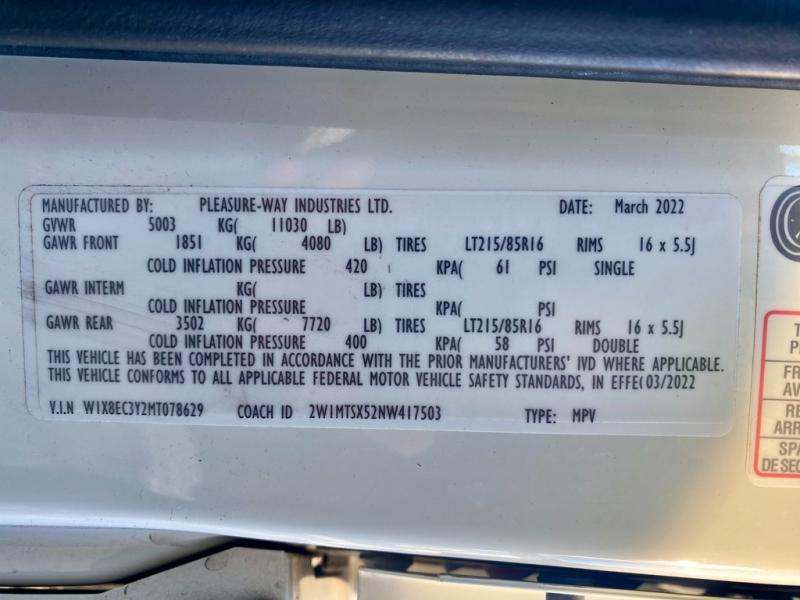 MANUFACTURED BY: PLEASURE-WAY INDUSTRIES LTD. DATE: March 2022
GVWR 5003 KG( 11030 LB)
GAWR FRONT 1851 KG( 4080 LB) TIRES LT215/85R16 RIMS 16 x 5.5J
COLD INFLATION PRESSURE 420 KPA( 61 PSI SINGLE
GAWR INTERM KG( LB) TIRES
COLD INFLATION PRESSURE KPA( PSI
GAWR REAR 3502 KG( 7720 LB) TIRES LT215/85R16 RIMS 16 x 5.5J
COLD INFLATION PRESSURE 400 KPA( 58 PSI DOUBLE
THIS VEHICLE HAS BEEN COMPLETED IN ACCORDANCE WITH THE PRIOR MANUFACTURERS' IVD WHERE APPLICABLE.
THIS VEHICLE CONFORMS TO ALL APPLICABLE FEDERAL MOTOR VEHICLE SAFETY STANDARDS, IN EFFE( 03/2022
V.I.N W1X8EC3Y2MT078629 COACH ID 2W1MTSX52NW417503 TYPE: MPV